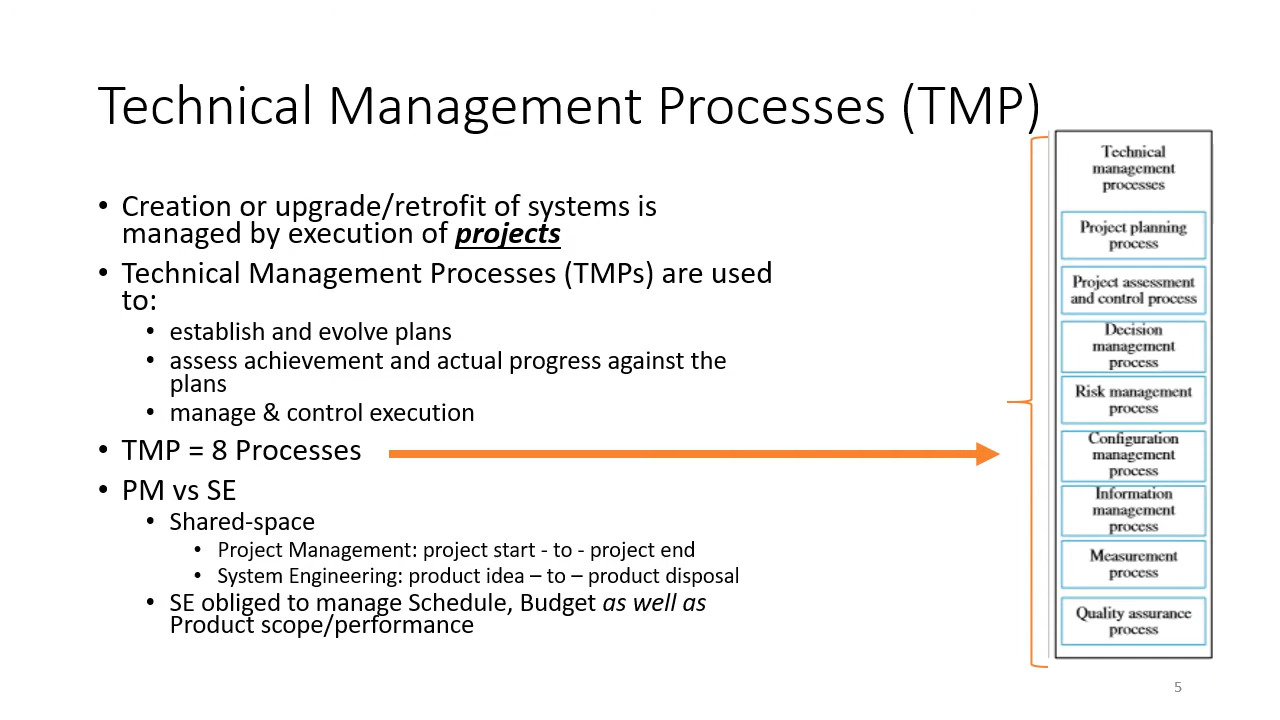 Technical Management Processes (TMP)
• Creation or upgrade/retrofit of systems is
managed by execution of projects
• Technical Management Processes (TMPs) are used
to:
• establish and evolve plans
• assess achievement and actual progress against the
plans
• manage & control execution
• TMP = 8 Processes
• PM vs SE
• Shared-space
• Project Management: project start - to - project end
• System Engineering: product idea – to – product disposal
• SE obliged to manage Schedule, Budget as well as
Product scope/performance
Technical
management
processes
Project planning
process
Project assessment
and control process
Decision
management
process
Risk management
process
Configuration
management
process
Information
management
process
Measurement
process
Quality assurance
process
5